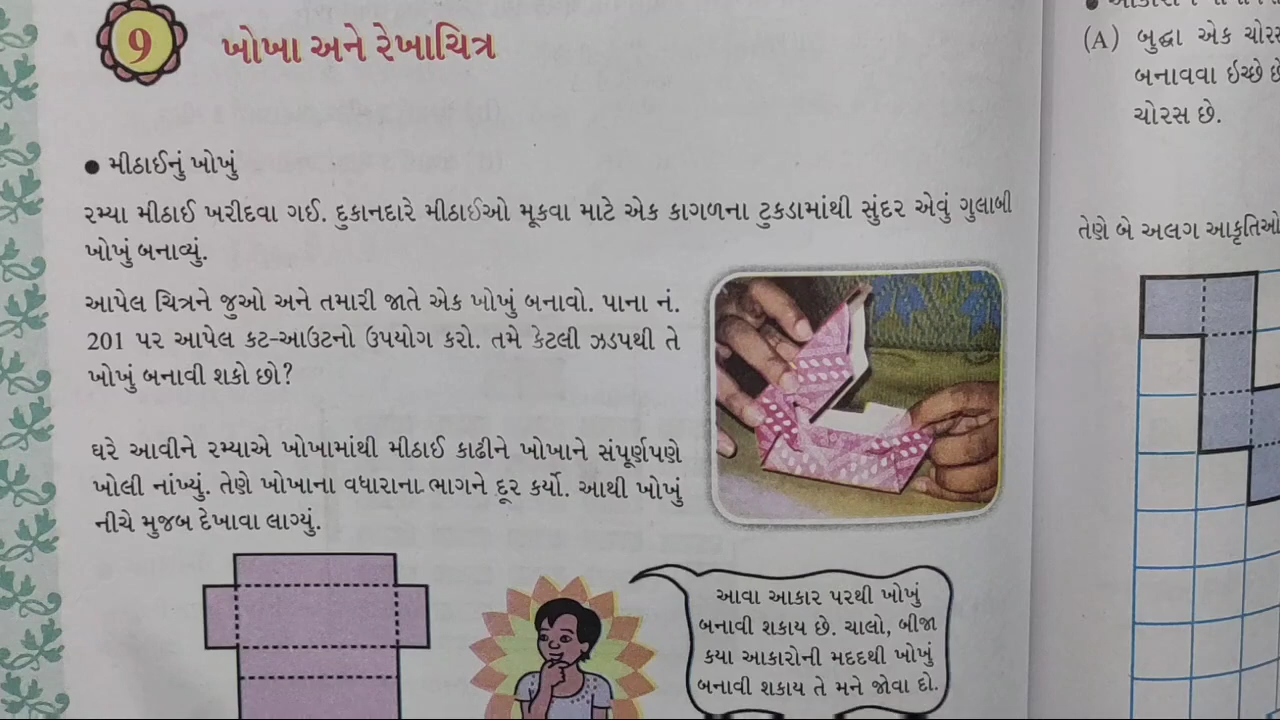 9
ખોખા અને રેખાચિત્ર
● મીઠાઈનું ખોખું
રમ્યા મીઠાઈ ખરીદવા ગઈ. દુકાનદારે મીઠાઈઓ મૂકવા માટે એક કાગળના ટુકડામાંથી સુંદર એવું ગુલાબી
ખોખું બનાવ્યું.
આપેલ ચિત્રને જુઓ અને તમારી જાતે એક ખોખું બનાવો. પાના નં.
201 પર આપેલ કટ-આઉટનો ઉપયોગ કરો. તમે કેટલી ઝડપથી તે
ખોખું બનાવી શકો છો?
ઘરે આવીને રમ્યાએ ખોખામાંથી મીઠાઈ કાઢીને ખોખાને સંપૂર્ણપણે
ખોલી નાંખ્યું. તેણે ખોખાના વધારાના ભાગને દૂર કર્યો. આથી ખોખું
નીચે મુજબ દેખાવા લાગ્યું.
આવા આકાર પરથી ખોખું
બનાવી શકાય છે. ચાલો, બીજા
કયા આકારોની મદદથી ખોખું
બનાવી શકાય તે મને જોવા દો.
(A) બુદ્ધા એક ચોરસ
બનાવવા ઇચ્છે છે
ચોરસ છે.
તેણે બે અલગ આકૃતિઓ